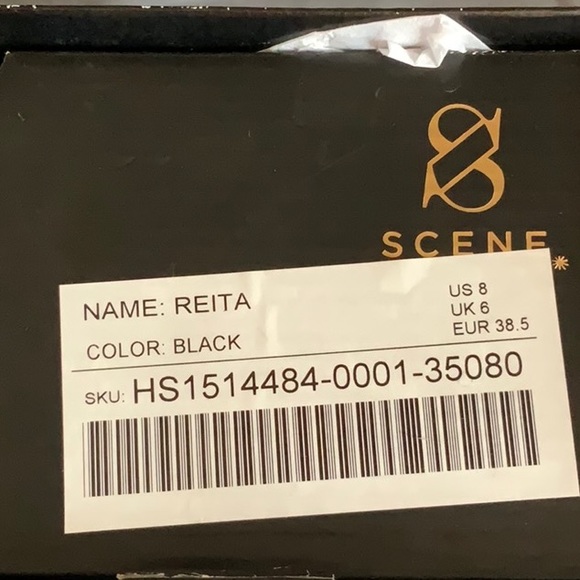 SCENE
NAME: REITA
US 8
UK 6
EUR 38.5
COLOR: BLACK
SKU: HS1514484-0001-35080